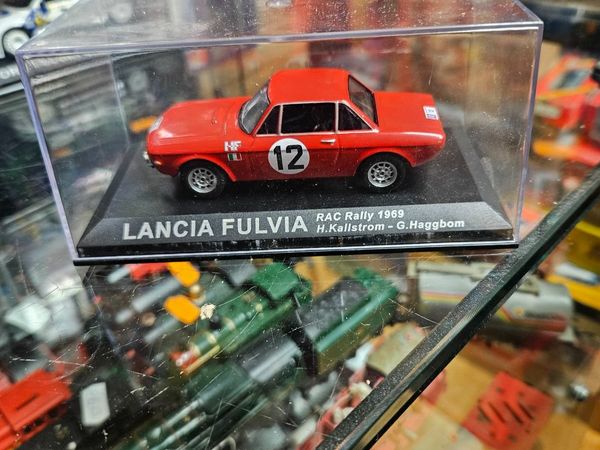 HF
12
LANCIA FULVIA
RAC Rally 1969
H.Kallstrom - G.Haggbom